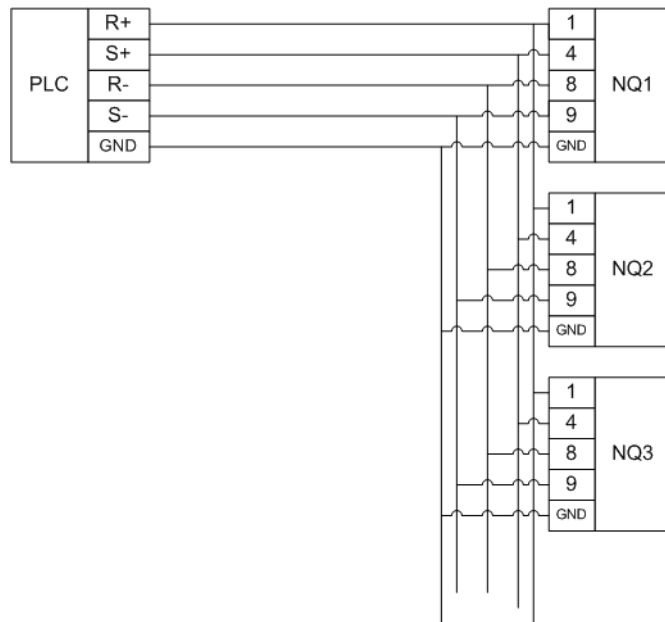 PLC
R+
S+
R-
S-
GND
1
4
8
9
GND
NQ1
1
4
8
9
GND
NQ2
1
4
8
9
GND
NQ3